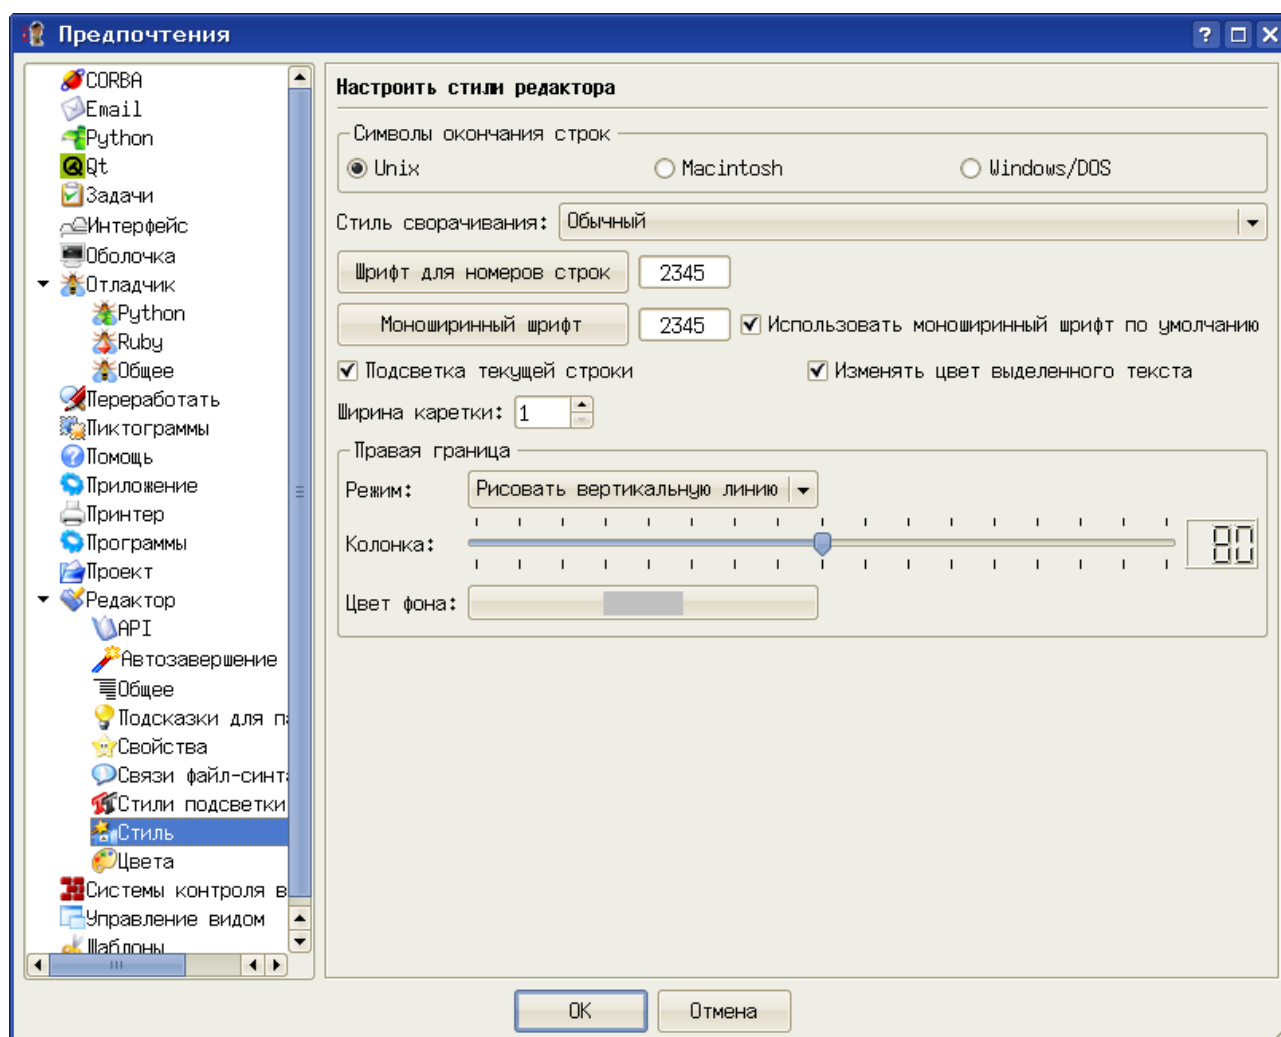 Предпочтения
CORBA
Email
Python
Qt
Задачи
Интерфейс
Оболочка
Отладчик
Python
Ruby
Общее
Переработать
Пиктограммы
Помощь
Приложение
Принтер
Программы
Проект
Редактор
API
Автозавершение
Общее
Подсказки для па
Свойства
Связи файл-синта
Стили подсветки
Стиль
Цвета
Системы контроля в
Управление видом
Шаблоны
Настроить стили редактора
Символы окончания строк
Unix Macintosh Windows/DOS
Стиль сворачивания: Обычный
Шрифт для номеров строк 2345
Моноширинный шрифт 2345 Использовать моноширинный шрифт по умолчанию
Подсветка текущей строки Изменять цвет выделенного текста
Ширина каретки: 1
Правая граница
Режим: Рисовать вертикальную линию
Колонка: 80
Цвет фона:
OK Отмена